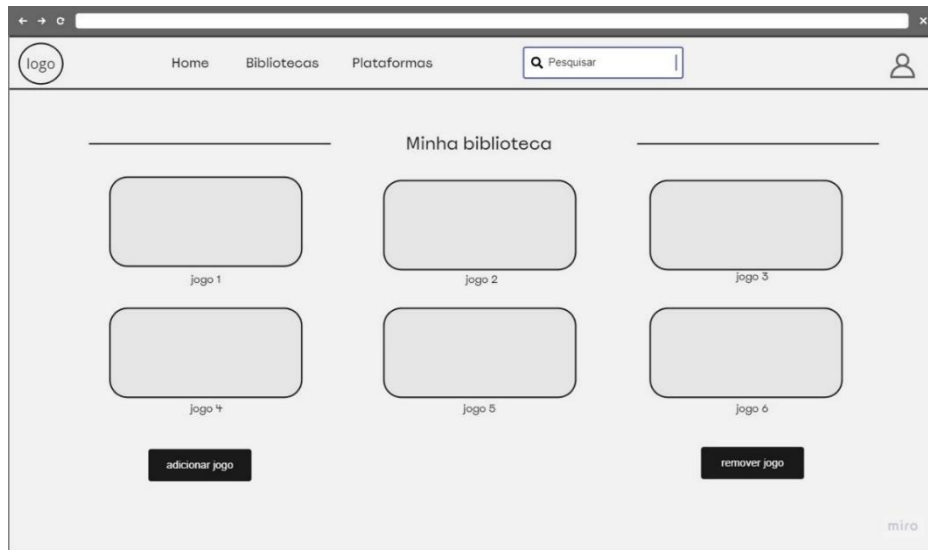 logo Home Bibliotecas Plataformas Pesquisar
Minha biblioteca
jogo 1 jogo 2 jogo 3
jogo 4 jogo 5 jogo 6
adicionar jogo remover jogo
miro